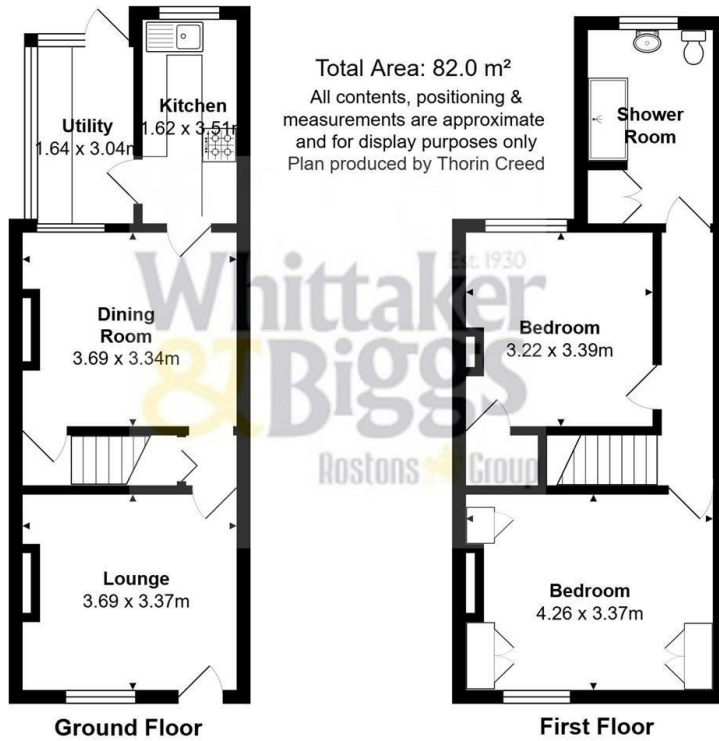 Total Area: 82.0 m²
All contents, positioning &
measurements are approximate
and for display purposes only
Plan produced by Thorin Creed
Kitchen
1.62 x 3.51m
Utility
1.64 x 3.04m
Dining
Room
3.69 x 3.34m
Lounge
3.69 x 3.37m
Ground Floor
Shower
Room
Bedroom
3.22 x 3.39m
Bedroom
4.26 x 3.37m
First Floor
Est. 1930
Whittaker
& Biggs
Rostons Group